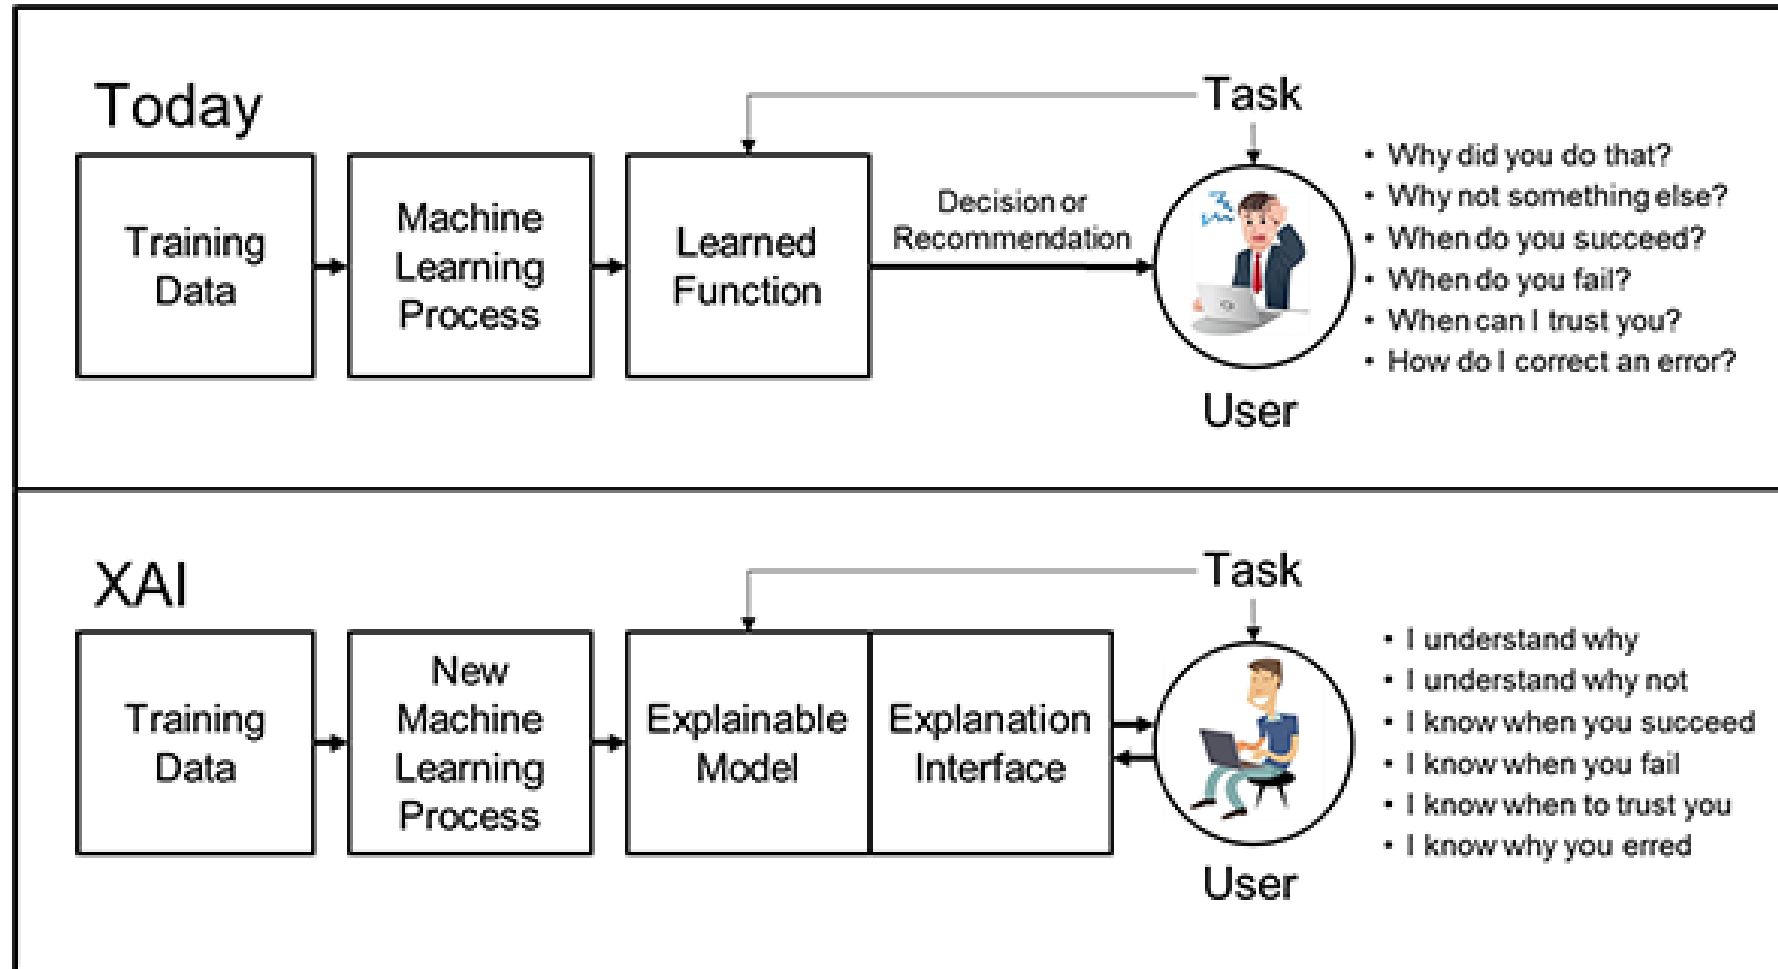 Today
Task
Training
Data
Machine
Learning
Process
Learned
Function
Decision or
Recommendation
User
• Why did you do that?
• Why not something else?
• When do you succeed?
• When do you fail?
• When can I trust you?
• How do I correct an error?
XAI
Task
Training
Data
New
Machine
Learning
Process
Explainable
Model
Explanation
Interface
User
• I understand why
• I understand why not
• I know when you succeed
• I know when you fail
• I know when to trust you
• I know why you erred